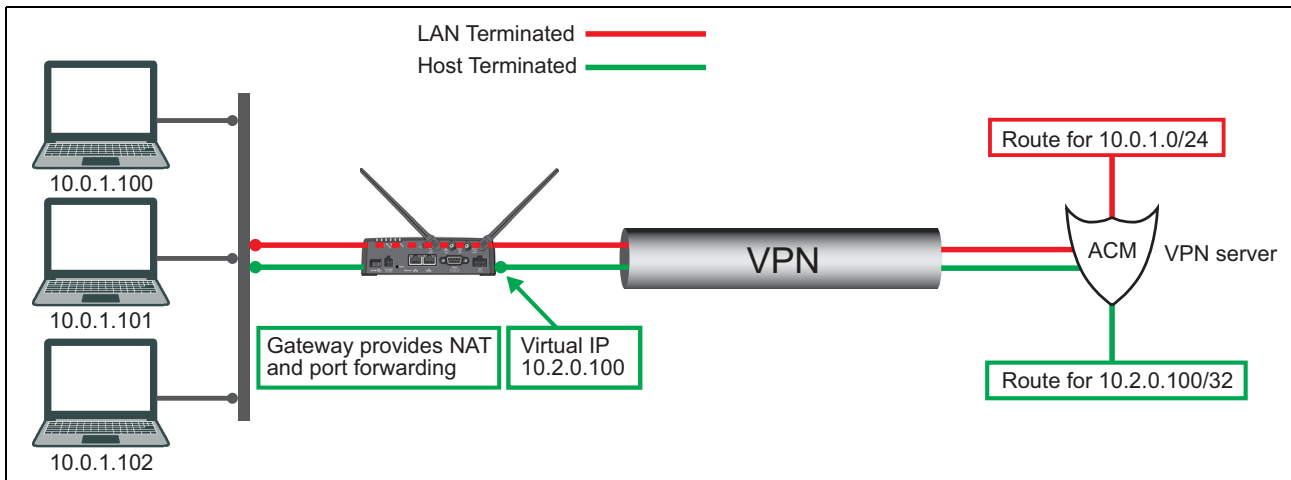 LAN Terminated
Host Terminated
10.0.1.100
10.0.1.101
10.0.1.102
Gateway provides NAT
and port forwarding
Virtual IP
10.2.0.100
VPN
Route for 10.0.1.0/24
ACM
VPN server
Route for 10.2.0.100/32